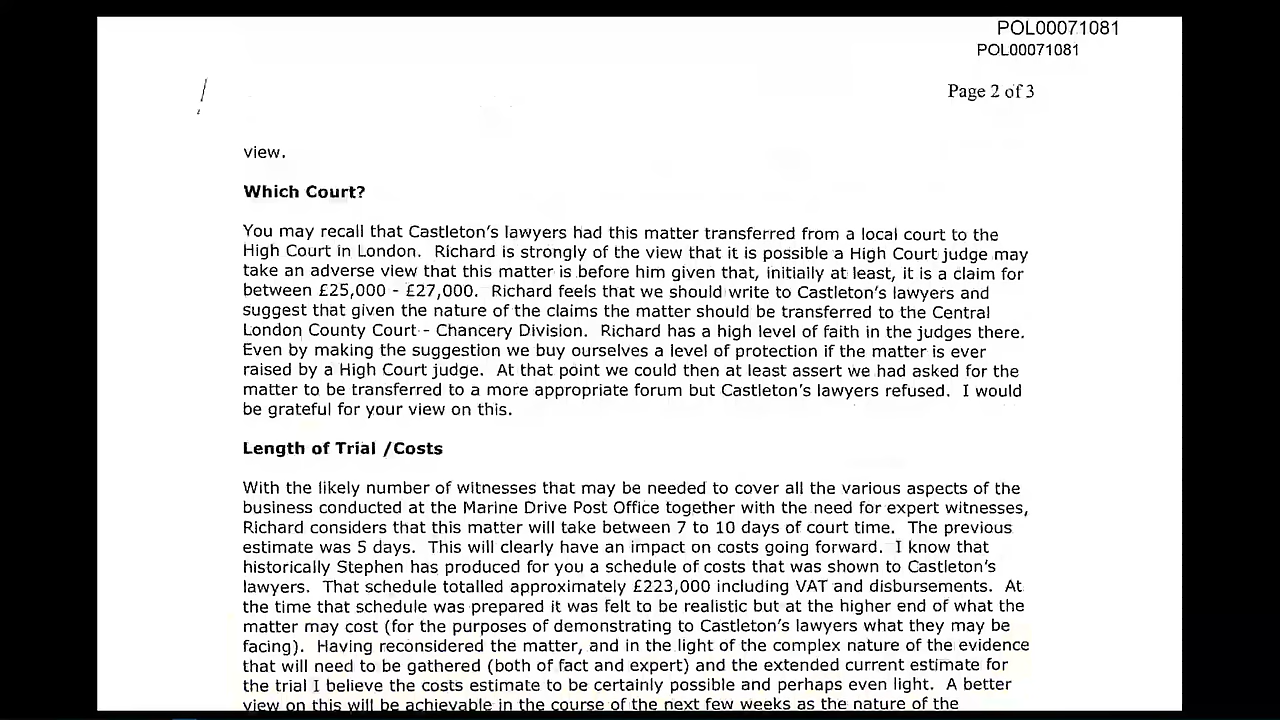 POL00071081
POL00071081
Page 2 of 3
view.
Which Court?
You may recall that Castleton's lawyers had this matter transferred from a local court to the
High Court in London. Richard is strongly of the view that it is possible a High Court judge may
take an adverse view that this matter is before him given that, initially at least, it is a claim for
between £25,000 - £27,000. Richard feels that we should write to Castleton's lawyers and
suggest that given the nature of the claims the matter should be transferred to the Central
London County Court - Chancery Division. Richard has a high level of faith in the judges there.
Even by making the suggestion we buy ourselves a level of protection if the matter is ever
raised by a High Court judge. At that point we could then at least assert we had asked for the
matter to be transferred to a more appropriate forum but Castleton's lawyers refused. I would
be grateful for your view on this.
Length of Trial /Costs
With the likely number of witnesses that may be needed to cover all the various aspects of the
business conducted at the Marine Drive Post Office together with the need for expert witnesses,
Richard considers that this matter will take between 7 to 10 days of court time. The previous
estimate was 5 days. This will clearly have an impact on costs going forward. I know that
historically Stephen has produced for you a schedule of costs that was shown to Castleton's
lawyers. That schedule totalled approximately £223,000 including VAT and disbursements. At
the time that schedule was prepared it was felt to be realistic but at the higher end of what the
matter may cost (for the purposes of demonstrating to Castleton's lawyers what they may be
facing). Having reconsidered the matter, and in the light of the complex nature of the evidence
that will need to be gathered (both of fact and expert) and the extended current estimate for
the trial I believe the costs estimate to be certainly possible and perhaps even light. A better
view on this will be achievable in the course of the next few weeks as the nature of the